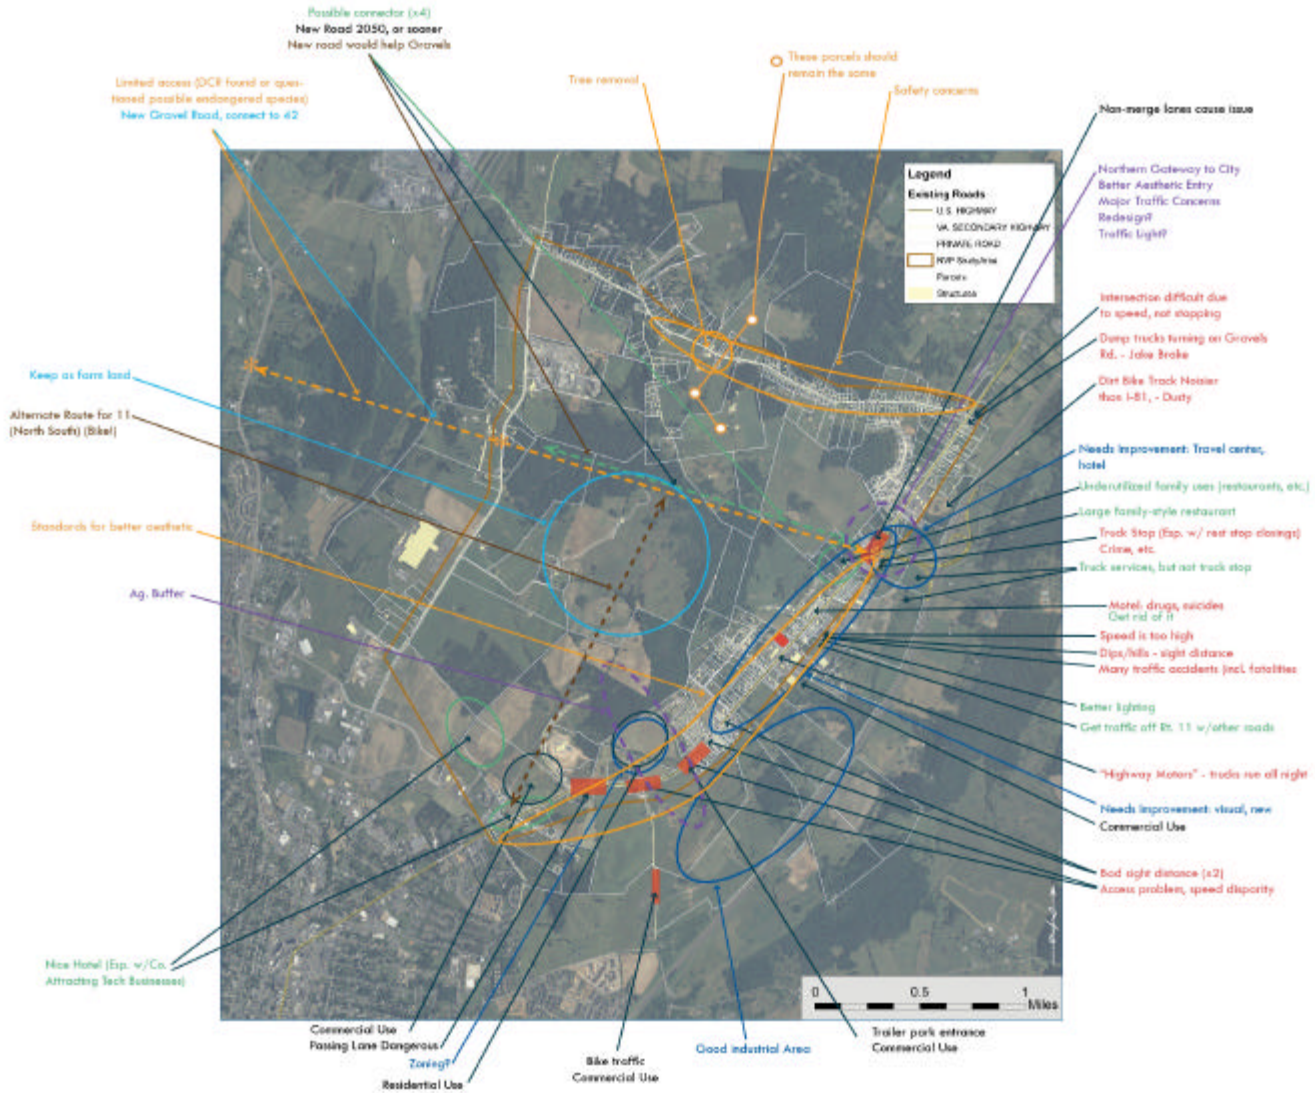 Possible connector (x4)
New Road 2050, or sooner
New road would help Gravels
Limited access (DCR found or ques-
tioned possible endangered species)
New Gravel Road, connect to 42
Tree removal
These parcels should
remain the same
Safety concerns
Non-merge lanes cause issue
Northern Gateway to City
Better Aesthetic Entry
Major Traffic Concerns
Redesign?
Traffic Light?
Legend
Existing Roads
U.S. HIGHWAY
VA. SECONDARY HIGHWAY
PRIVATE ROAD
Parcels
Structures
Intersection difficult due
to speed, not stopping
Dump trucks turning on Gravels
Rd. - Jake Brake
Dirt Bike Track Noisier
than I-81, - Dusty
Needs Improvement: Travel center,
hotel
Underutilized family uses (restaurants, etc.)
Large family-style restaurant
Truck Stop (Esp. w/ rest stop closings)
Crime, etc.
Truck services, but not truck stop
Motel: drugs, suicides
Get rid of it
Speed is too high
Dips/hills - sight distance
Many traffic accidents (incl. fatalities
Better lighting
Get traffic off Rt. 11 w/other roads
"Highway Motors" - trucks run all night
Needs Improvement: visual, new
Commercial Use
Bad sight distance (x2)
Access problem, speed disparity
Keep as farm land
Alternate Route for 11
(North South) (Bike!)
Standards for better aesthetic
Ag. Buffer
Nice Hotel (Esp. w/Co.
Attracting Tech Businesses)
0 0.5 1
Miles
Commercial Use
Passing Lane Dangerous
Zoning?
Residential Use
Bike traffic
Commercial Use
Good industrial Area
Trailer park entrance
Commercial Use